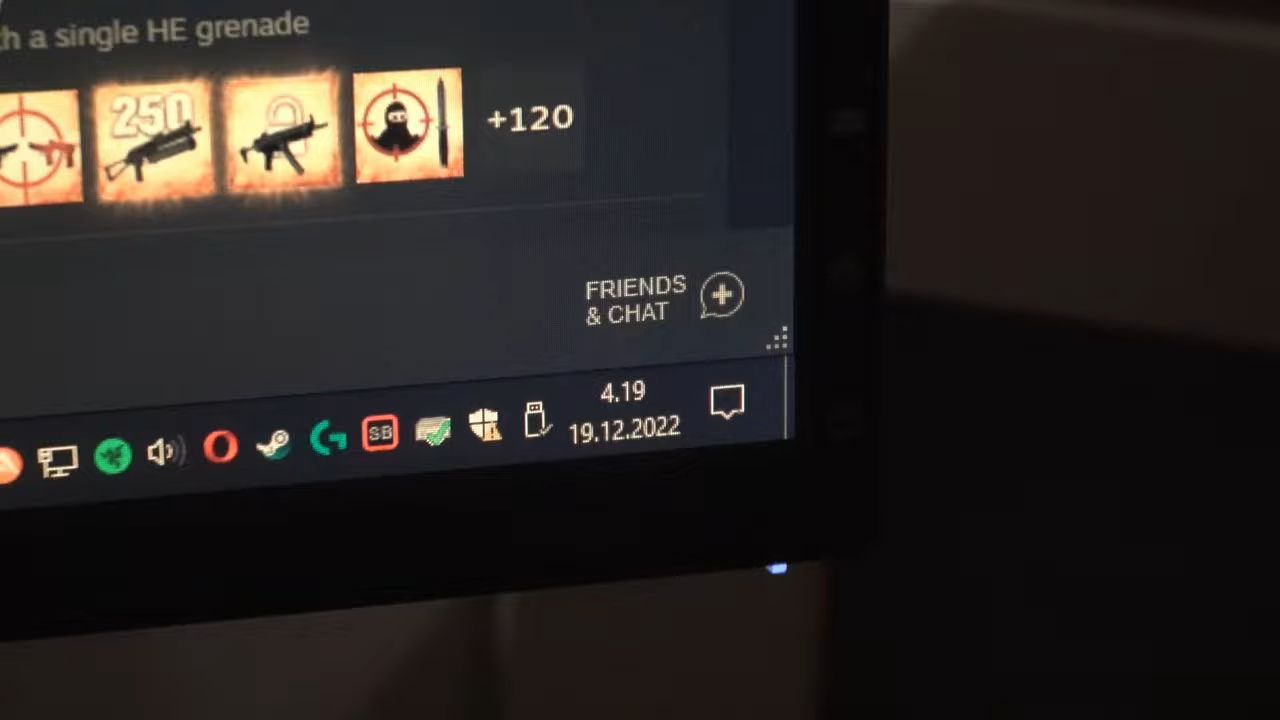 a single HE grenade
250
+120
FRIENDS
& CHAT
SB
4.19
19.12.2022